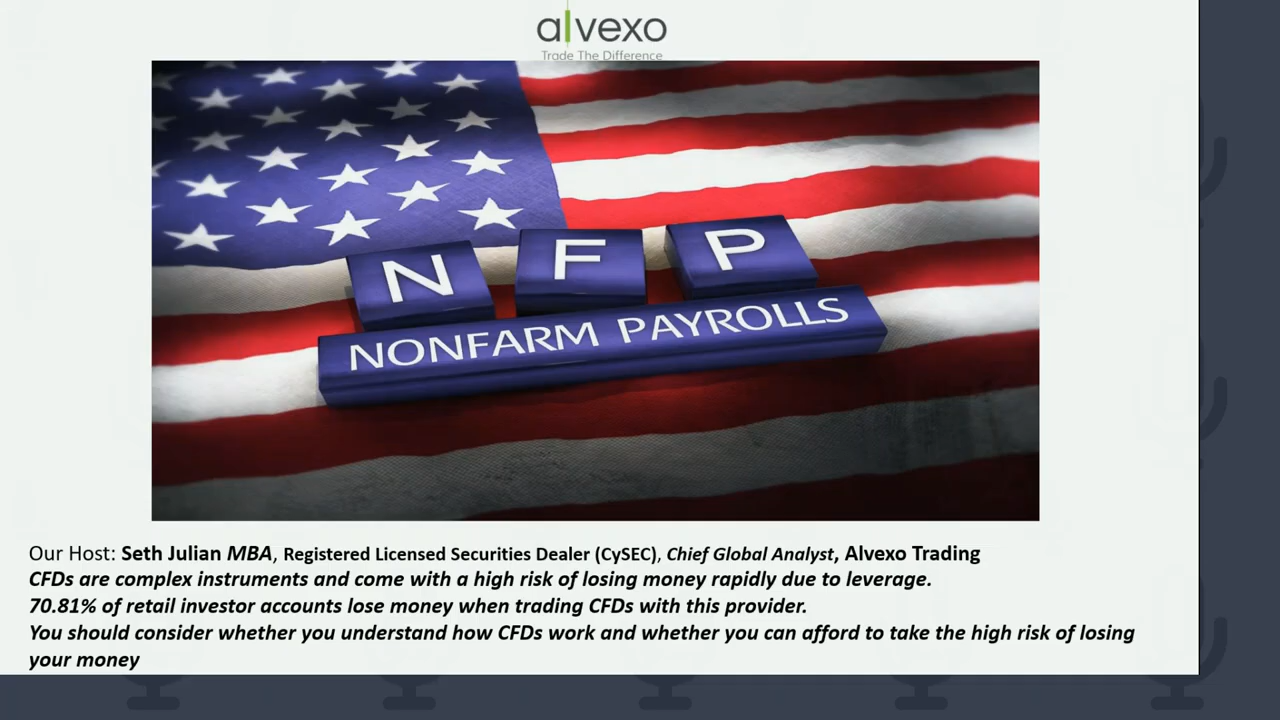 alvexo
Trade The Difference
N F P
NONFARM PAYROLLS
Our Host: Seth Julian MBA, Registered Licensed Securities Dealer (CySEC), Chief Global Analyst, Alvexo Trading
CFDs are complex instruments and come with a high risk of losing money rapidly due to leverage.
70.81% of retail investor accounts lose money when trading CFDs with this provider.
You should consider whether you understand how CFDs work and whether you can afford to take the high risk of losing
your money